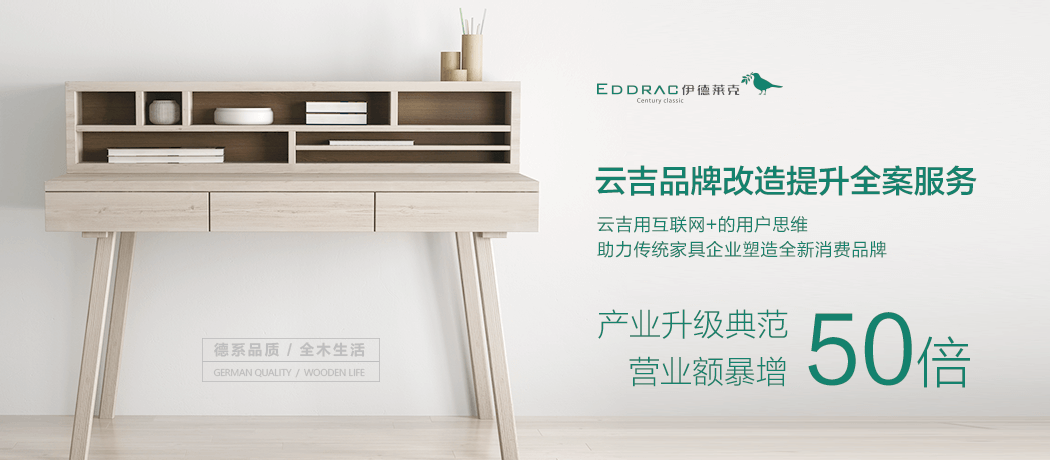 EDDRAC伊德莱克
Century classic
云吉品牌改造提升全案服务
云吉用互联网+的用户思维
助力传统家具企业塑造全新消费品牌
产业升级典范
营业额暴增 50倍
德系品质 / 全木生活
GERMAN QUALITY / WOODEN LIFE